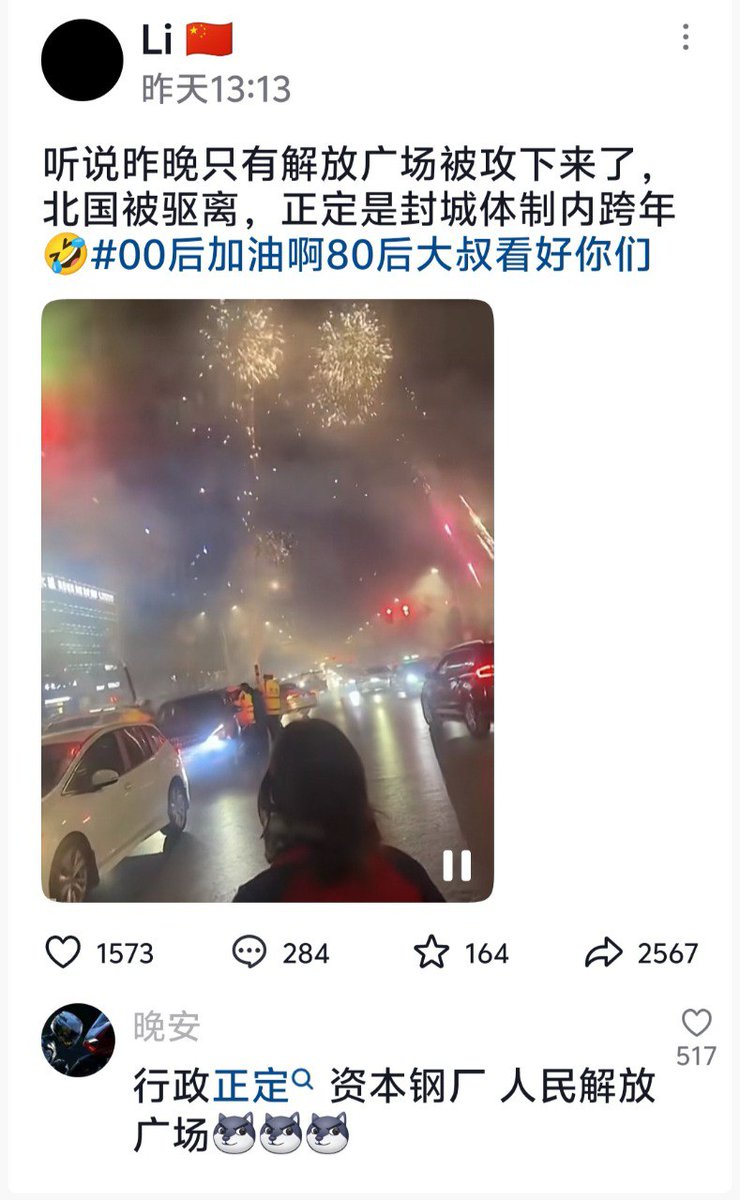 Li 🇨🇳
昨天13:13
听说昨晚只有解放广场被攻下来了，
北国被驱离，正定是封城体制内跨年
🤣#00后加油啊80后大叔看好你们
1573
284
164
2567
晚安
517
行政正定 资本钢厂 人民解放
广场